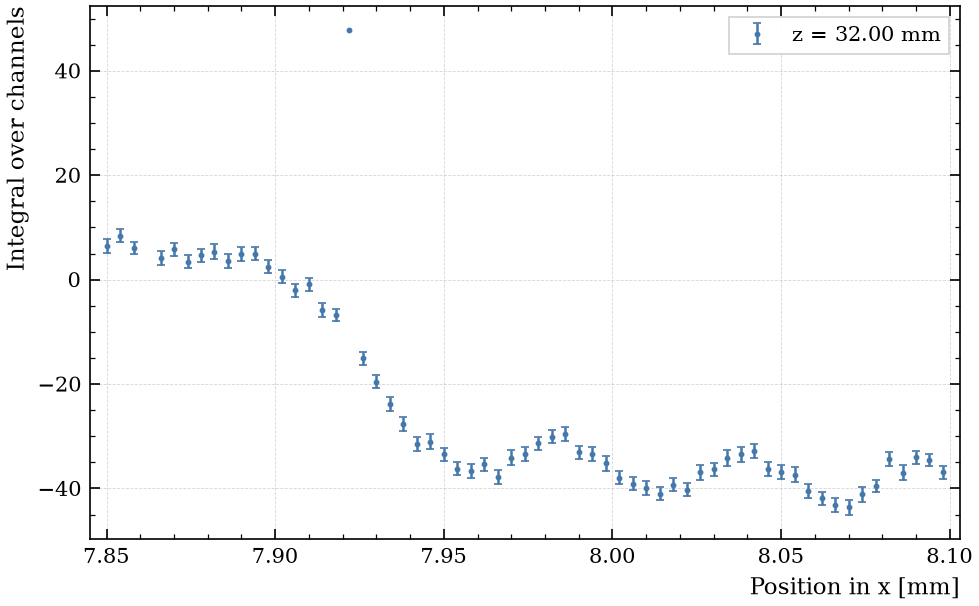 Integral over channels
z = 32.00 mm
40
20
0
−20
−40
7.85 7.90 7.95 8.00 8.05 8.10
Position in x [mm]